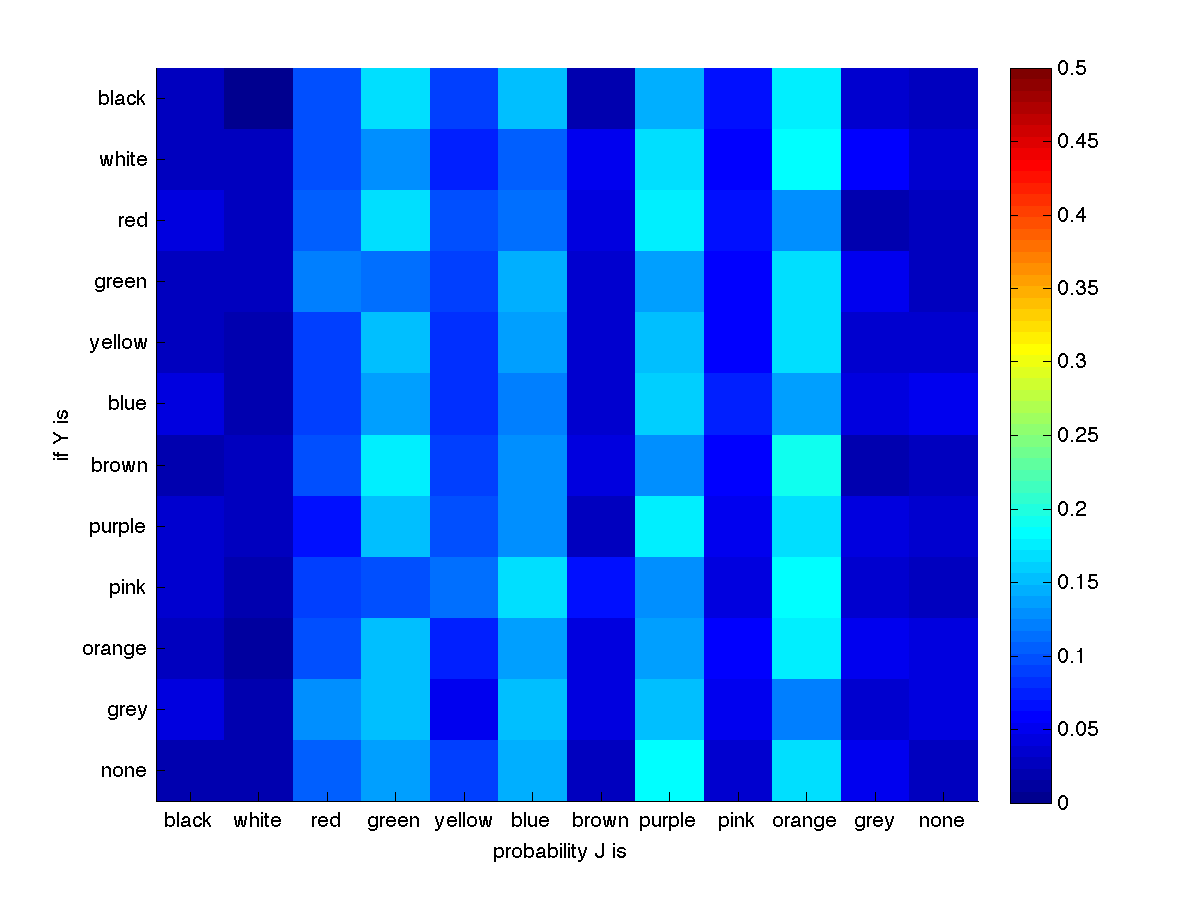 black
white
red
green
yellow
blue
brown
purple
pink
orange
grey
none
if Y is
black white red green yellow blue brown purple pink orange grey none
probability J is
0.5
0.45
0.4
0.35
0.3
0.25
0.2
0.15
0.1
0.05
0